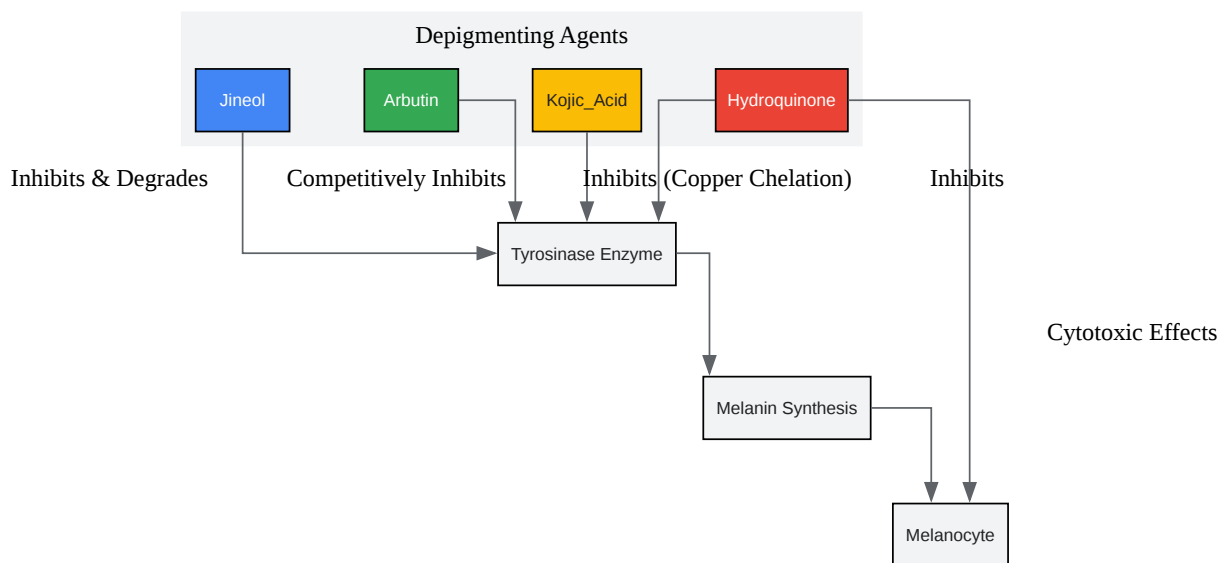 Depigmenting Agents
Jineol
Arbutin
Kojic_Acid
Hydroquinone
Inhibits & Degrades
Competitively Inhibits
Inhibits (Copper Chelation)
Inhibits
Tyrosinase Enzyme
Cytotoxic Effects
Melanin Synthesis
Melanocyte